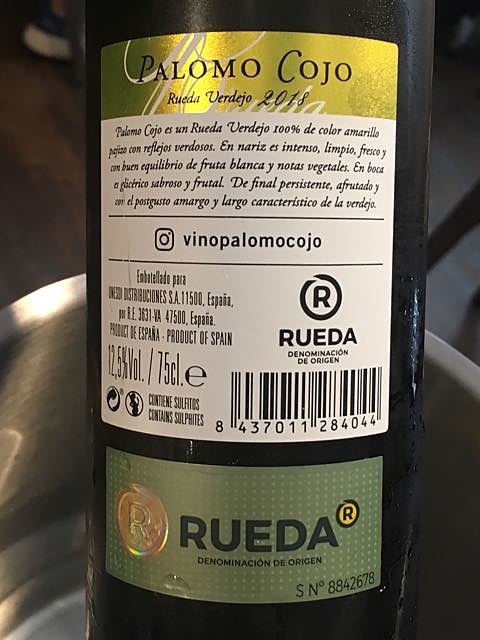 PALOMO COJO
Rueda Verdejo 2018
Palomo Cojo es un Rueda Verdejo 100% de color amarillo
pajizo con reflejos verdosos. En nariz es intenso, limpio, fresco y
con buen equilibrio de fruta blanca y notas vegetales. En boca
es glicérico sabroso y frutal. De final persistente, afrutado y
con el postgusto amargo y largo característico de la verdejo.
vinopalomocojo
Embotellado para
UNESDI DISTRIBUCIONES S.A. 11500, España,
por R.E. 3631-VA 47500, España.
PRODUCT DE ESPAÑA - PRODUCT OF SPAIN
12,5%Vol. / 75cl. e
CONTIENE SULFITOS
CONTAINS SULPHITES
R
RUEDA
DENOMINACIÓN
DE ORIGEN
8 437011 284044
R
RUEDA R
DENOMINACIÓN DE ORIGEN
S Nº 8842678